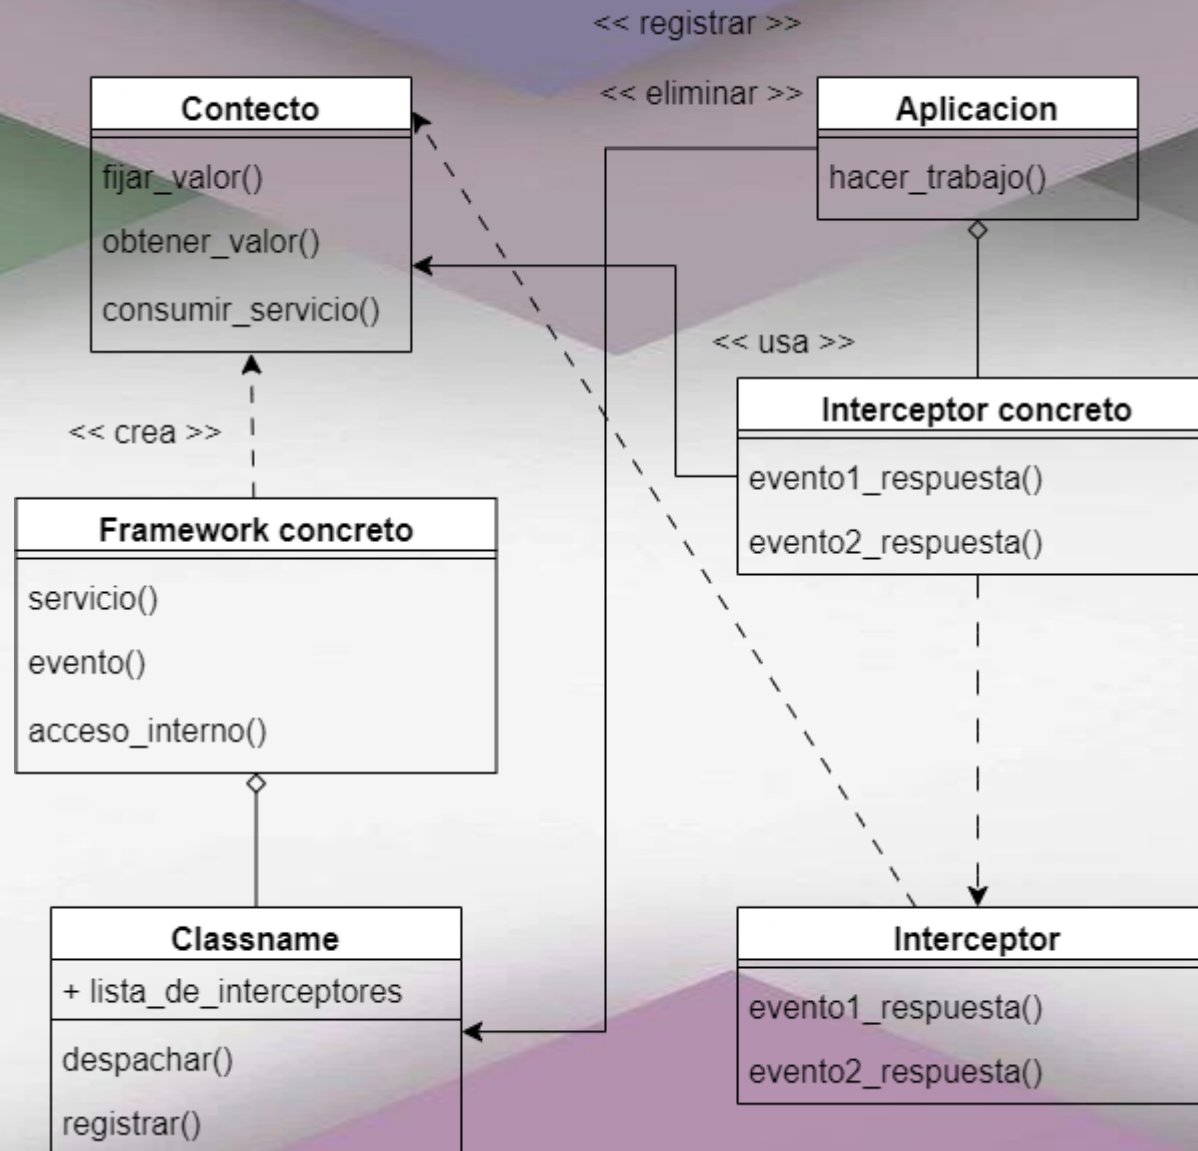 << registrar >>
<< eliminar >>
Contecto
fijar_valor()
obtener_valor()
consumir_servicio()
Aplicacion
hacer_trabajo()
<< usa >>
<< crea >>
Interceptor concreto
evento1_respuesta()
evento2_respuesta()
Framework concreto
servicio()
evento()
acceso_interno()
Classname
+ lista_de_interceptores
despachar()
registrar()
Interceptor
evento1_respuesta()
evento2_respuesta()